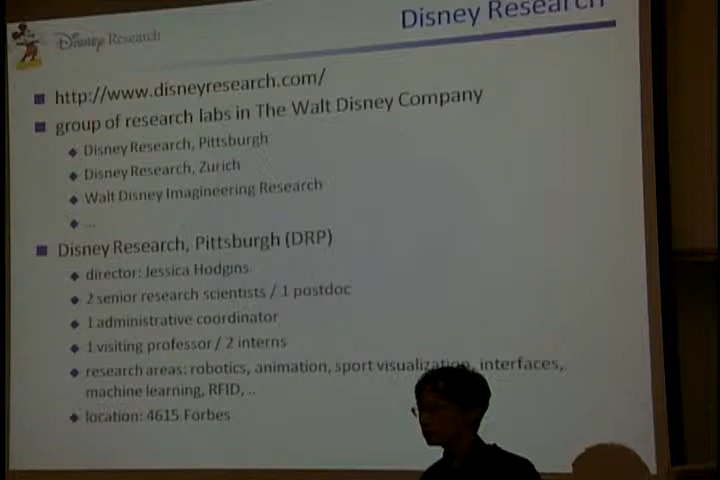 Disney Research
Disney Research
http://www.disneyresearch.com/
group of research labs in The Walt Disney Company
Disney Research, Pittsburgh
Disney Research, Zurich
Walt Disney Imagineering Research
...
Disney Research, Pittsburgh (DRP)
director: Jessica Hodgins
2 senior research scientists / 1 postdoc
1 administrative coordinator
1 visiting professor / 2 interns
research areas: robotics, animation, sport visualization, interfaces,
machine learning, RFID, ..
location: 4615 Forbes